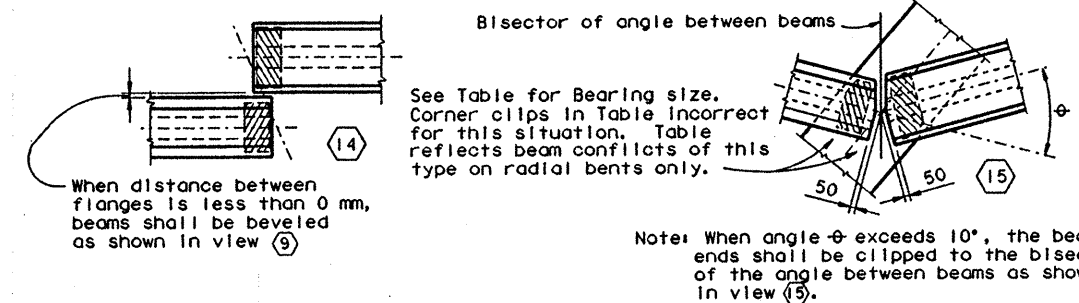 Bisector of angle between beams
See Table for Bearing size.
Corner clips in Table incorrect
for this situation. Table
reflects beam conflicts of this
type on radial bents only.
14
When distance between
flanges is less than 0 mm,
beams shall be beveled
as shown in view 9
θ
50
50
15
Note: When angle θ exceeds 10°, the
ends shall be clipped to the
of the angle between beams as
in view 15.